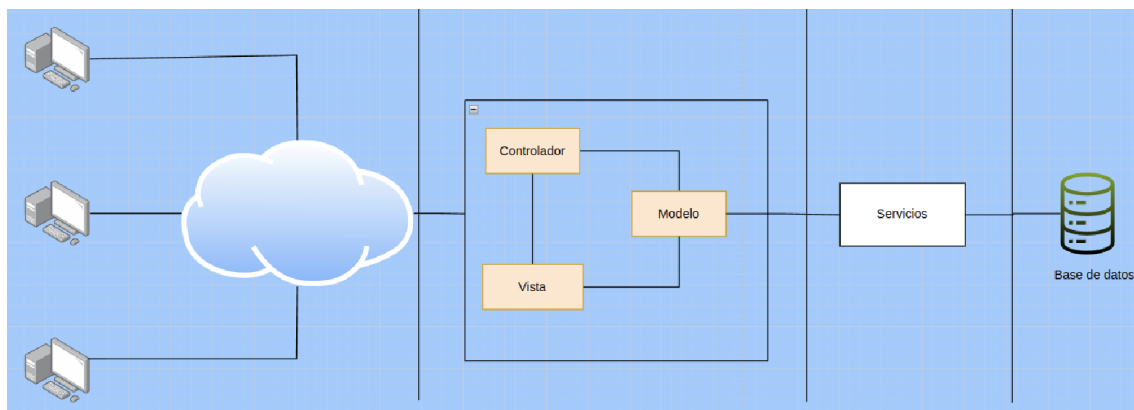 Controlador
Modelo
Vista
Servicios
Base de datos